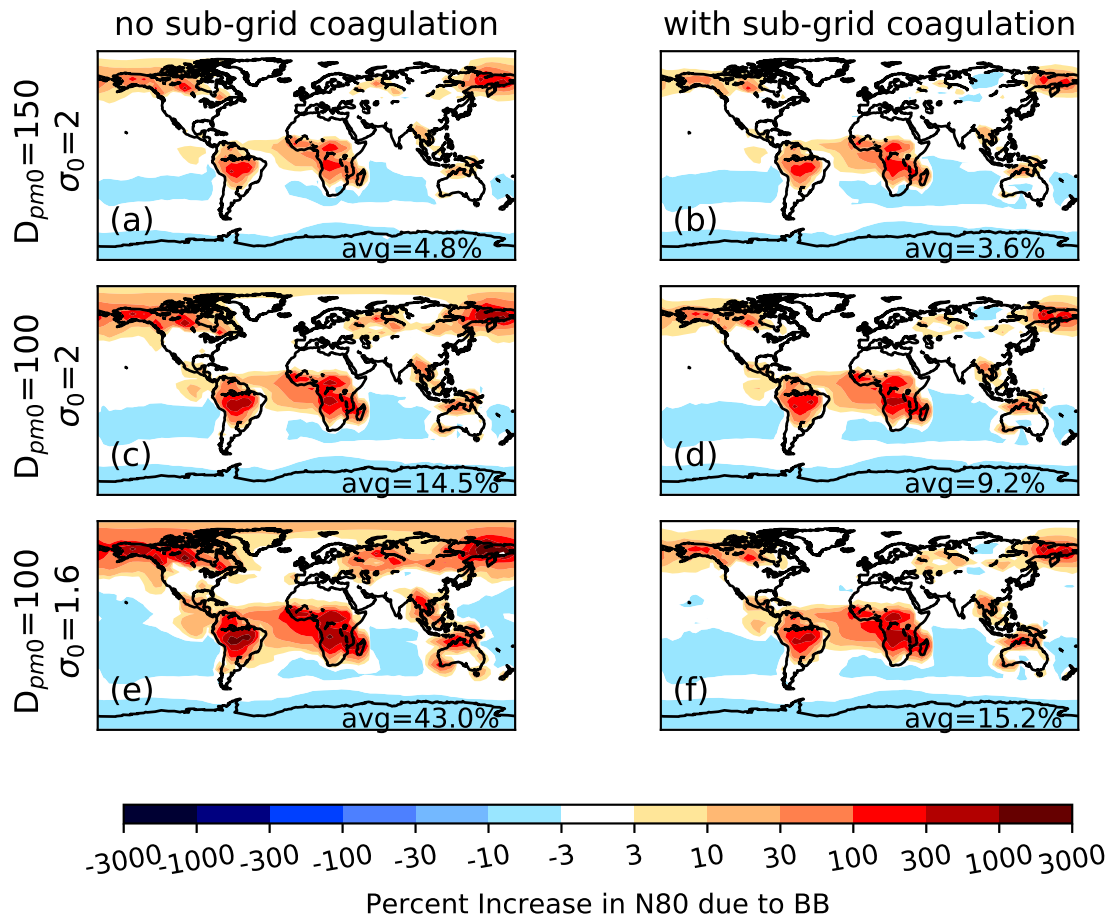 no sub-grid coagulation
with sub-grid coagulation
D_pm0=150
σ_0=2
(a)
avg=4.8%
(b)
avg=3.6%
D_pm0=100
σ_0=2
(c)
avg=14.5%
(d)
avg=9.2%
D_pm0=100
σ_0=1.6
(e)
avg=43.0%
(f)
avg=15.2%
-3000 -1000 -300 -100 -30 -10 -3 3 10 30 100 300 1000 3000
Percent Increase in N80 due to BB